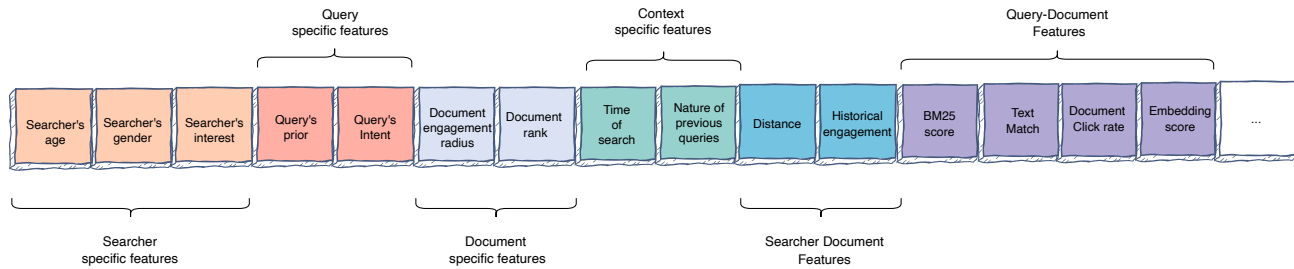 Query
specific features
Context
specific features
Query-Document
Features
Searcher's
age
Searcher's
gender
Searcher's
interest
Query's
prior
Query's
Intent
Document
engagement
radius
Document
rank
Time
of
search
Nature of
previous
queries
Distance
Historical
engagement
BM25
score
Text
Match
Document
Click rate
Embedding
score
...
Searcher
specific features
Document
specific features
Searcher Document
Features